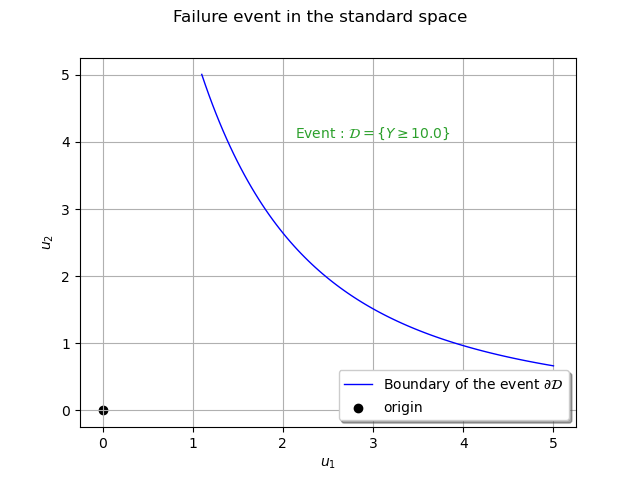 Failure event in the standard space
5
4
3
2
1
0
u₂
Event : 𝒟 = {Y ≥ 10.0}
Boundary of the event ∂𝒟
origin
0 1 2 3 4 5
u₁